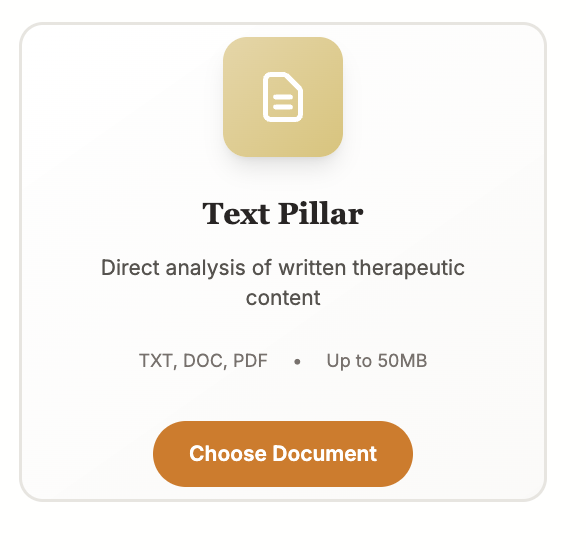 Text Pillar
Direct analysis of written therapeutic
content
TXT, DOC, PDF • Up to 50MB
Choose Document